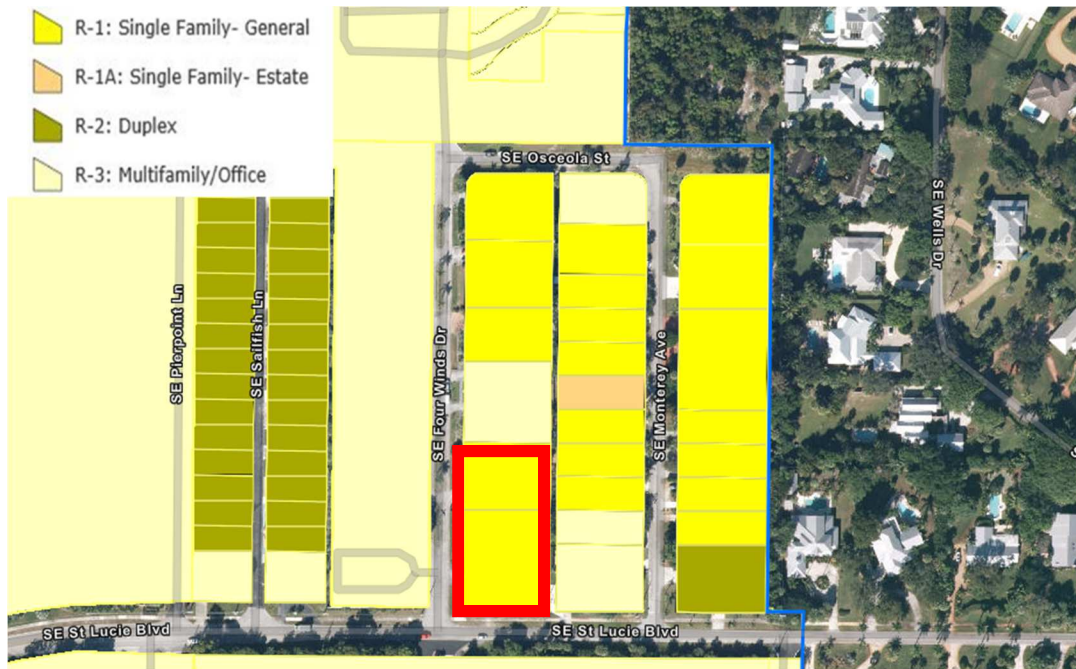 R-1: Single Family- General
R-1A: Single Family- Estate
R-2: Duplex
R-3: Multifamily/Office
SE Osceola St
SE Wells Dr
SE Pierpoint Ln
SE Sailfish Ln
SE Four Winds Dr
SE Monterey Ave
SE St Lucie Blvd
SE St Lucie Blvd